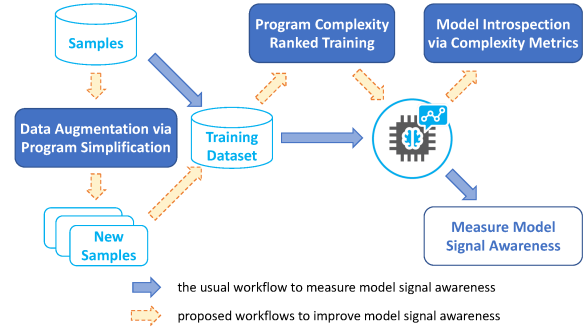 Samples
Program Complexity
Ranked Training
Model Introspection
via Complexity Metrics
Data Augmentation via
Program Simplification
Training
Dataset
New
Samples
Measure Model
Signal Awareness
the usual workflow to measure model signal awareness
proposed workflows to improve model signal awareness